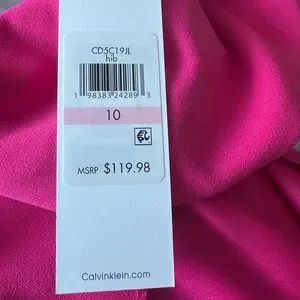 CD5C19JL
hib
1 98383 24289 3
10
MSRP $119.98
Calvinklein.com